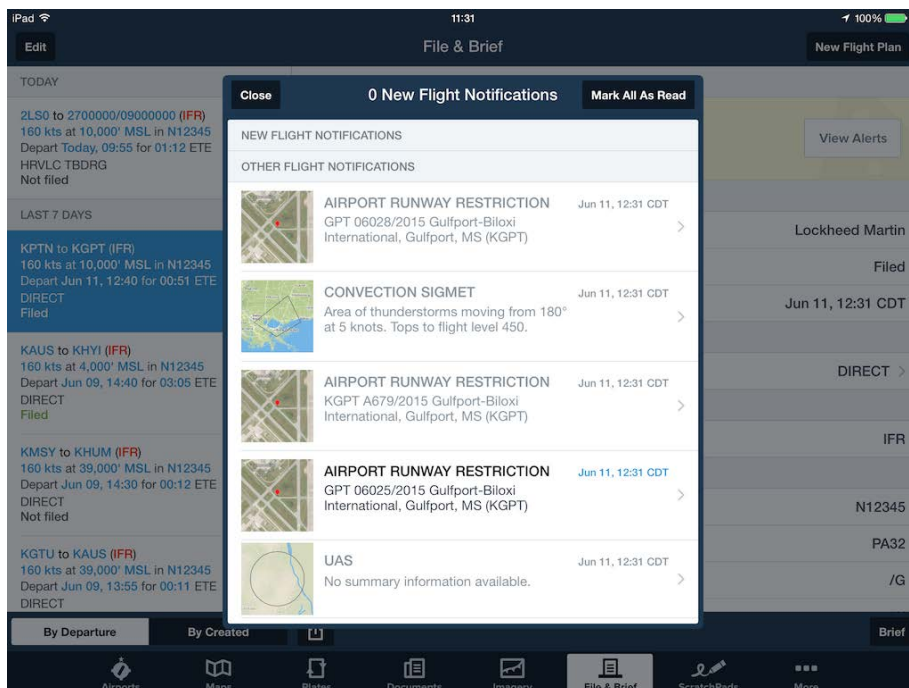 iPad
11:31
100%
Edit
File & Brief
New Flight Plan
TODAY
2LS0 to 2700000/09000000 (IFR)
160 kts at 10,000' MSL in N12345
Depart Today, 09:55 for 01:12 ETE
HRVLC TBDRG
Not filed
LAST 7 DAYS
KPTN to KGPT (IFR)
160 kts at 10,000' MSL in N12345
Depart Jun 11, 12:40 for 00:51 ETE
DIRECT
Filed
KAUS to KHYI (IFR)
160 kts at 4,000' MSL in N12345
Depart Jun 09, 14:40 for 03:05 ETE
DIRECT
Filed
KMSY to KHUM (IFR)
160 kts at 39,000' MSL in N12345
Depart Jun 09, 14:30 for 00:12 ETE
DIRECT
Not filed
KGTU to KAUS (IFR)
160 kts at 39,000' MSL in N12345
Depart Jun 09, 13:55 for 00:11 ETE
DIRECT
Close
0 New Flight Notifications
Mark All As Read
NEW FLIGHT NOTIFICATIONS
OTHER FLIGHT NOTIFICATIONS
AIRPORT RUNWAY RESTRICTION
Jun 11, 12:31 CDT
GPT 06028/2015 Gulfport-Biloxi
International, Gulfport, MS (KGPT)
CONVECTION SIGMET
Jun 11, 12:31 CDT
Area of thunderstorms moving from 180°
at 5 knots. Tops to flight level 450.
AIRPORT RUNWAY RESTRICTION
Jun 11, 12:31 CDT
KGPT A679/2015 Gulfport-Biloxi
International, Gulfport, MS (KGPT)
AIRPORT RUNWAY RESTRICTION
Jun 11, 12:31 CDT
GPT 06025/2015 Gulfport-Biloxi
International, Gulfport, MS (KGPT)
UAS
Jun 11, 12:31 CDT
No summary information available.
View Alerts
Lockheed Martin
Filed
Jun 11, 12:31 CDT
DIRECT
IFR
N12345
PA32
/G
By Departure
By Created
Brief
Airports
Maps
Plates
Documents
Imagery
File & Brief
ScratchPads
More